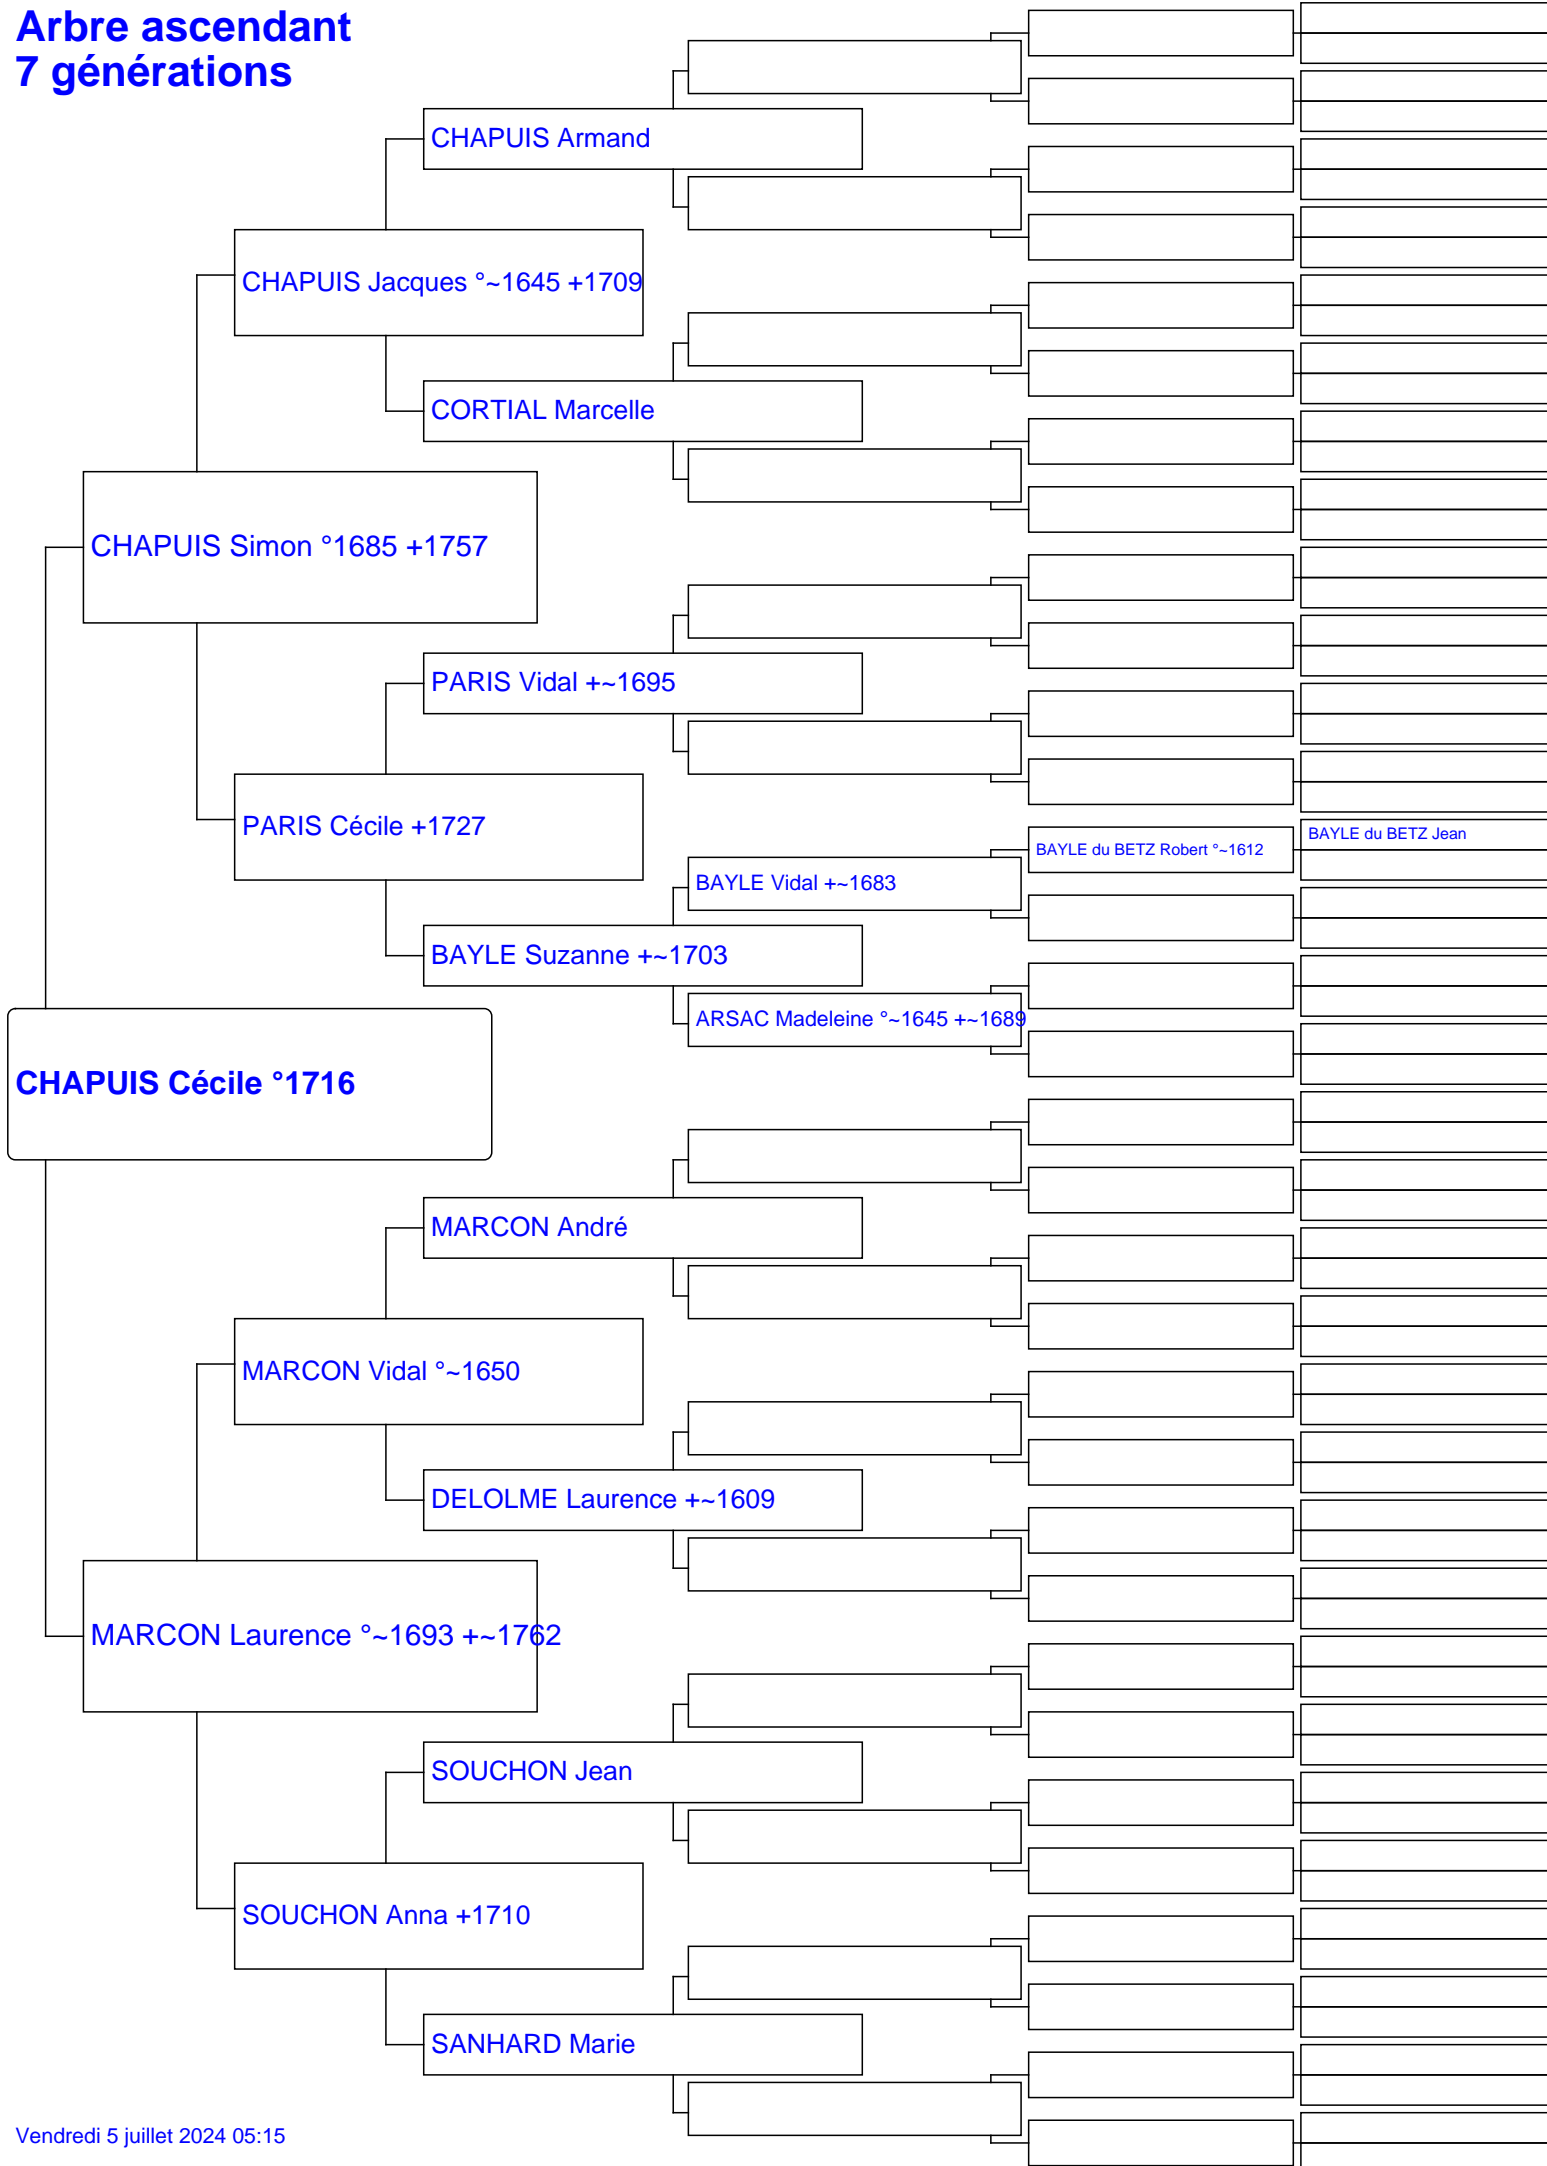 Arbre ascendant
7 générations
CHAPUIS Armand
CHAPUIS Jacques °~1645 +1709
CORTIAL Marcelle
CHAPUIS Simon °1685 +1757
PARIS Vidal +~1695
PARIS Cécile +1727
BAYLE du BETZ Jean
BAYLE du BETZ Robert °~1612
BAYLE Vidal +~1683
BAYLE Suzanne +~1703
ARSAC Madeleine °~1645 +~1689
CHAPUIS Cécile °1716
MARCON André
MARCON Vidal °~1650
DELOLME Laurence +~1609
MARCON Laurence °~1693 +~1762
SOUCHON Jean
SOUCHON Anna +1710
SANHARD Marie
Vendredi 5 juillet 2024 05:15